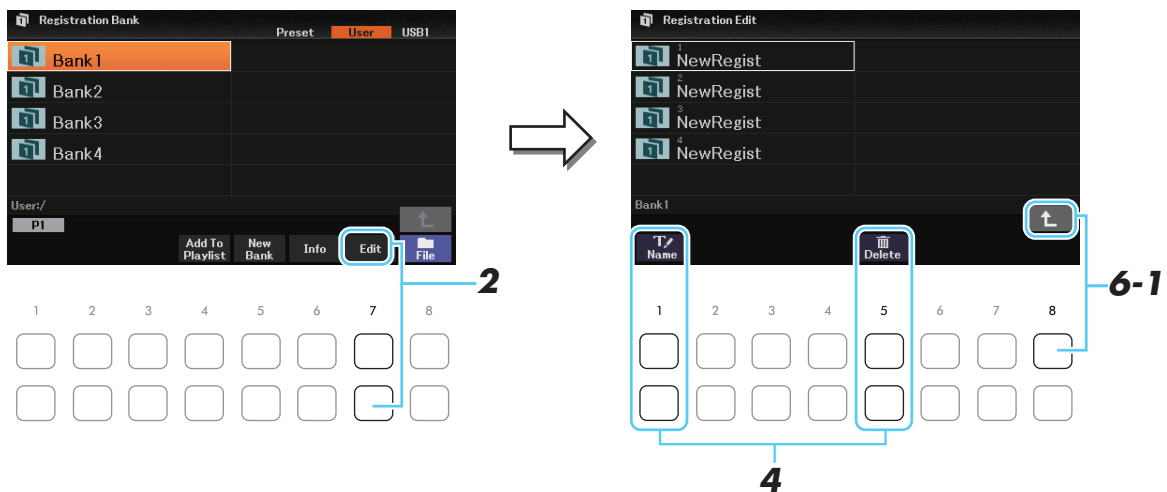 Registration Bank
Preset User USB1
Bank1
Bank2
Bank3
Bank4
User:/
P1
Add To Playlist New Bank Info Edit File
2
1 2 3 4 5 6 7 8
Registration Edit
1
NewRegist
2
NewRegist
3
NewRegist
4
NewRegist
Bank1
Name Delete
6-1
1 2 3 4 5 6 7 8
4